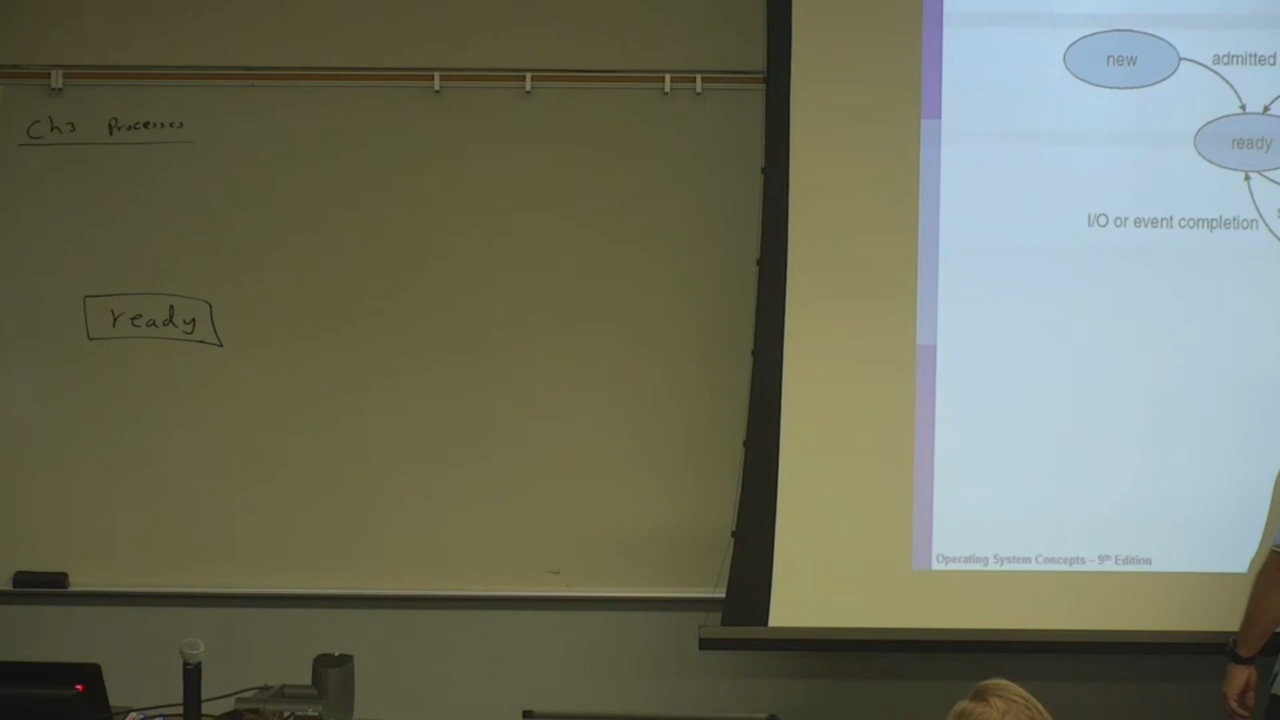 Ch3 Processes
ready
new
admitted
ready
I/O or event completion
Operating System Concepts – 9th Edition